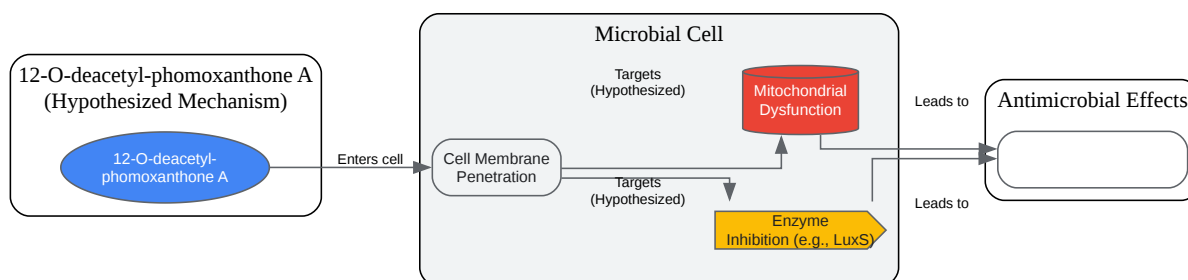 12-O-deacetyl-phomoxanthone A
(Hypothesized Mechanism)
12-O-deacetyl-
phomoxanthone A
Enters cell
Microbial Cell
Cell Membrane
Penetration
Targets
(Hypothesized)
Mitochondrial
Dysfunction
Targets
(Hypothesized)
Enzyme
Inhibition (e.g., LuxS)
Leads to
Leads to
Antimicrobial Effects